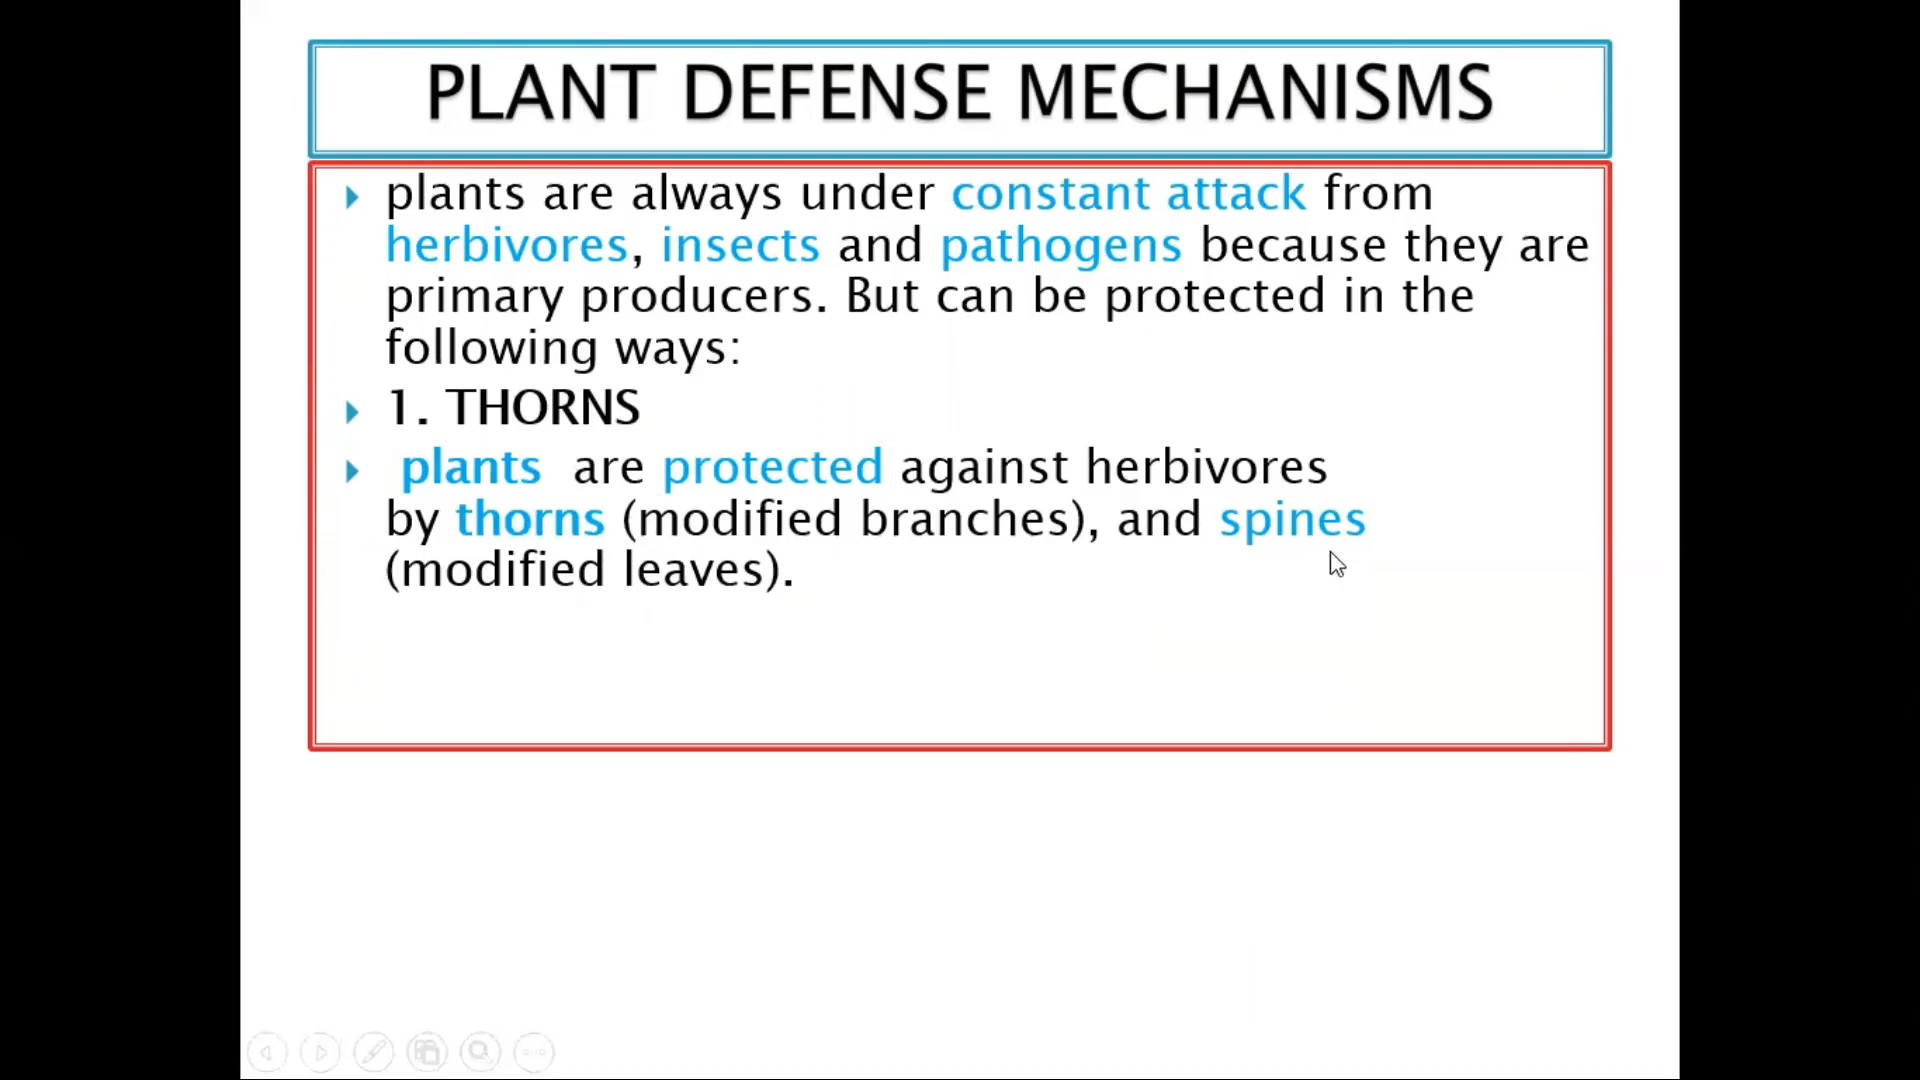 PLANT DEFENSE MECHANISMS
plants are always under constant attack from
herbivores, insects and pathogens because they are
primary producers. But can be protected in the
following ways:
1. THORNS
plants are protected against herbivores
by thorns (modified branches), and spines
(modified leaves).